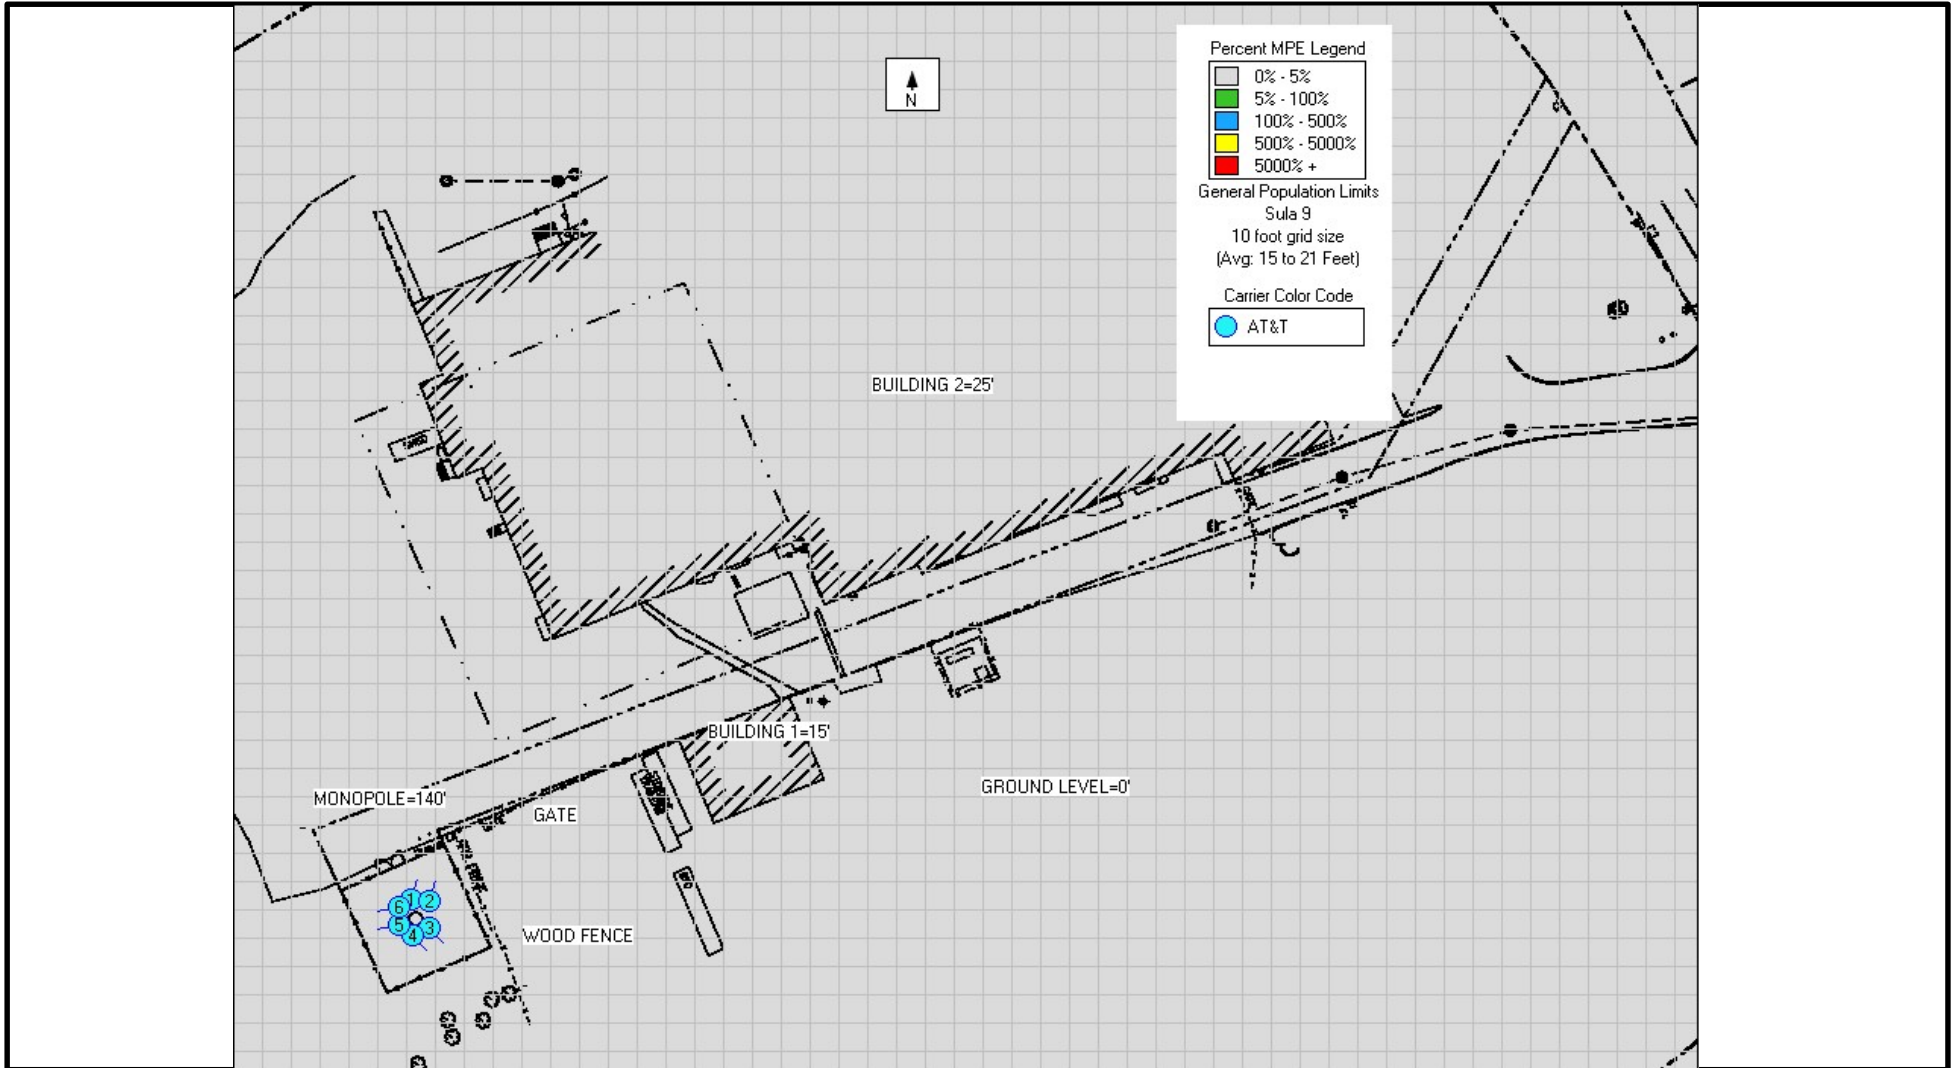 Percent MPE Legend
0% - 5%
5% - 100%
100% - 500%
500% - 5000%
5000% +
General Population Limits
Sula 9
10 foot grid size
(Avg: 15 to 21 Feet)
Carrier Color Code
AT&T
N
BUILDING 2=25'
BUILDING 1=15'
GROUND LEVEL=0'
MONOPOLE=140'
GATE
1
2
6
5
3
4
WOOD FENCE